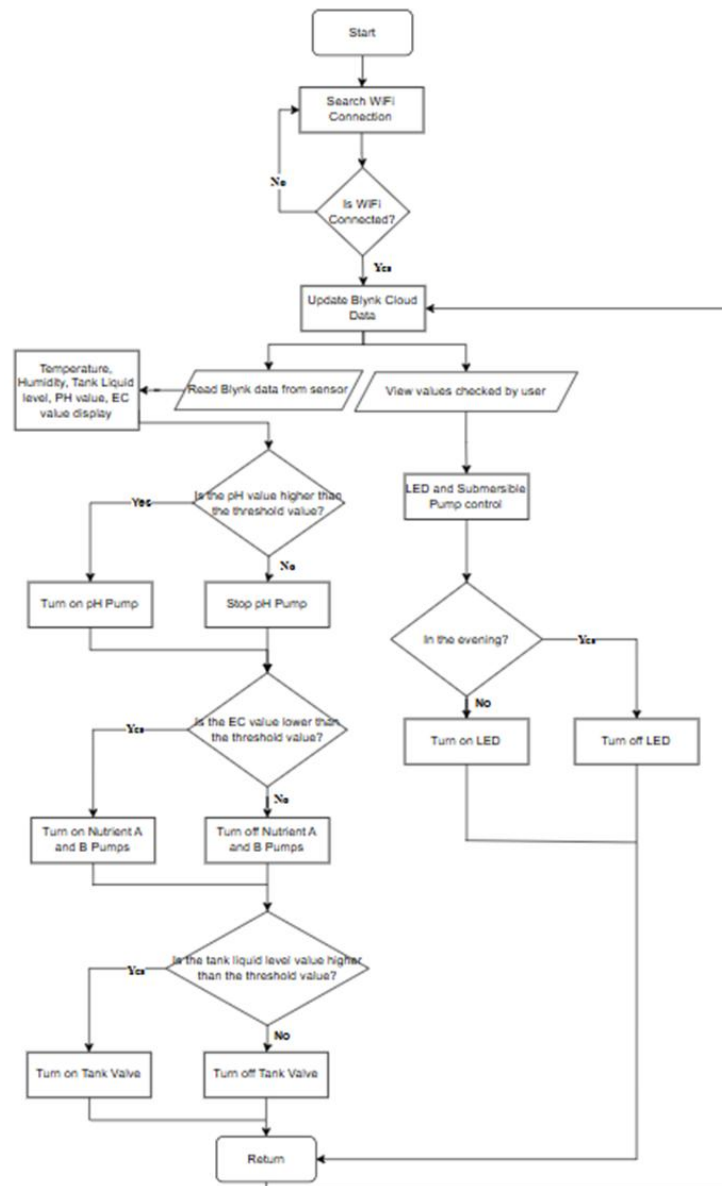 Start
Search WiFi
Connection
No
Is WiFi
Connected?
Yes
Update Blynk Cloud
Data
Temperature,
Humidity, Tank Liquid
level, PH value, EC
value display
Read Blynk data from sensor
View values checked by user
Is the pH value higher than
the threshold value?
Yes
No
LED and Submersible
Pump control
Turn on pH Pump
Stop pH Pump
In the evening?
Yes
No
Is the EC value lower than
the threshold value?
Yes
No
Turn on LED
Turn off LED
Turn on Nutrient A
and B Pumps
Turn off Nutrient A
and B Pumps
Is the tank liquid level value higher
than the threshold value?
Yes
No
Turn on Tank Valve
Turn off Tank Valve
Return